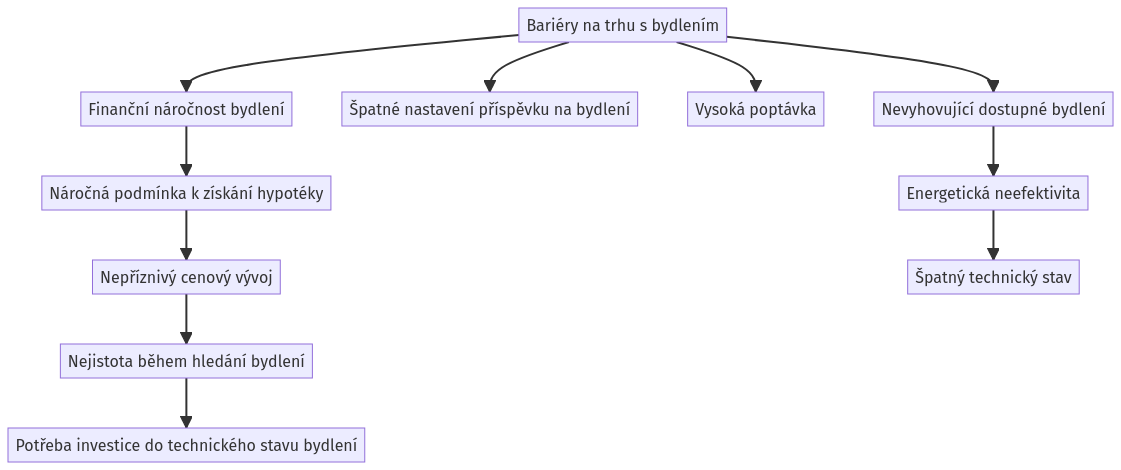 Bariéry na trhu s bydlením
Finanční náročnost bydlení
Špatné nastavení příspěvku na bydlení
Vysoká poptávka
Nevyhovující dostupné bydlení
Náročná podmínka k získání hypotéky
Energetická neefektivita
Nepříznivý cenový vývoj
Špatný technický stav
Nejistota během hledání bydlení
Potřeba investice do technického stavu bydlení